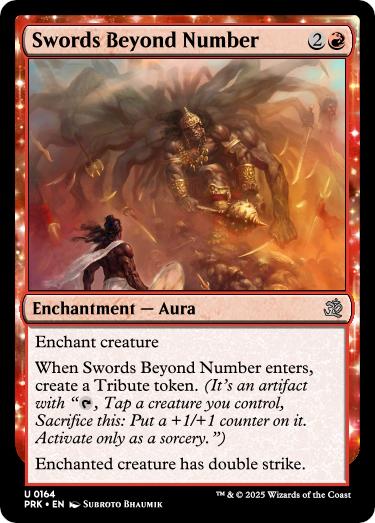 Swords Beyond Number 2
Enchantment — Aura
Enchant creature
When Swords Beyond Number enters,
create a Tribute token. (It's an artifact
with “, Tap a creature you control,
Sacrifice this: Put a +1/+1 counter on it.
Activate only as a sorcery.”)
Enchanted creature has double strike.
U 0164
PRK • EN SUBROTO BHAUMIK
™ & © 2025 Wizards of the Coast